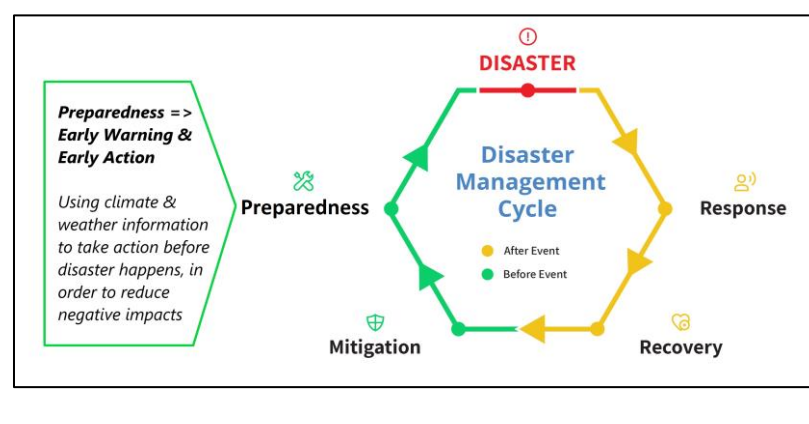 DISASTER
Preparedness =>
Early Warning &
Early Action
Using climate &
weather information
to take action before
disaster happens, in
order to reduce
negative impacts
Preparedness
Disaster
Management
Cycle
After Event
Before Event
Response
Mitigation
Recovery